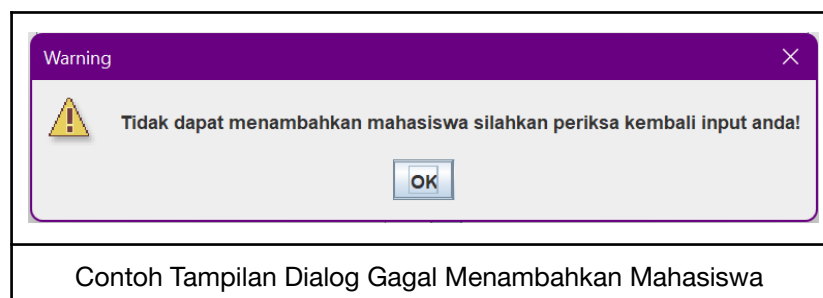 Warning
Tidak dapat menambahkan mahasiswa silahkan periksa kembali input anda!
OK
Contoh Tampilan Dialog Gagal Menambahkan Mahasiswa